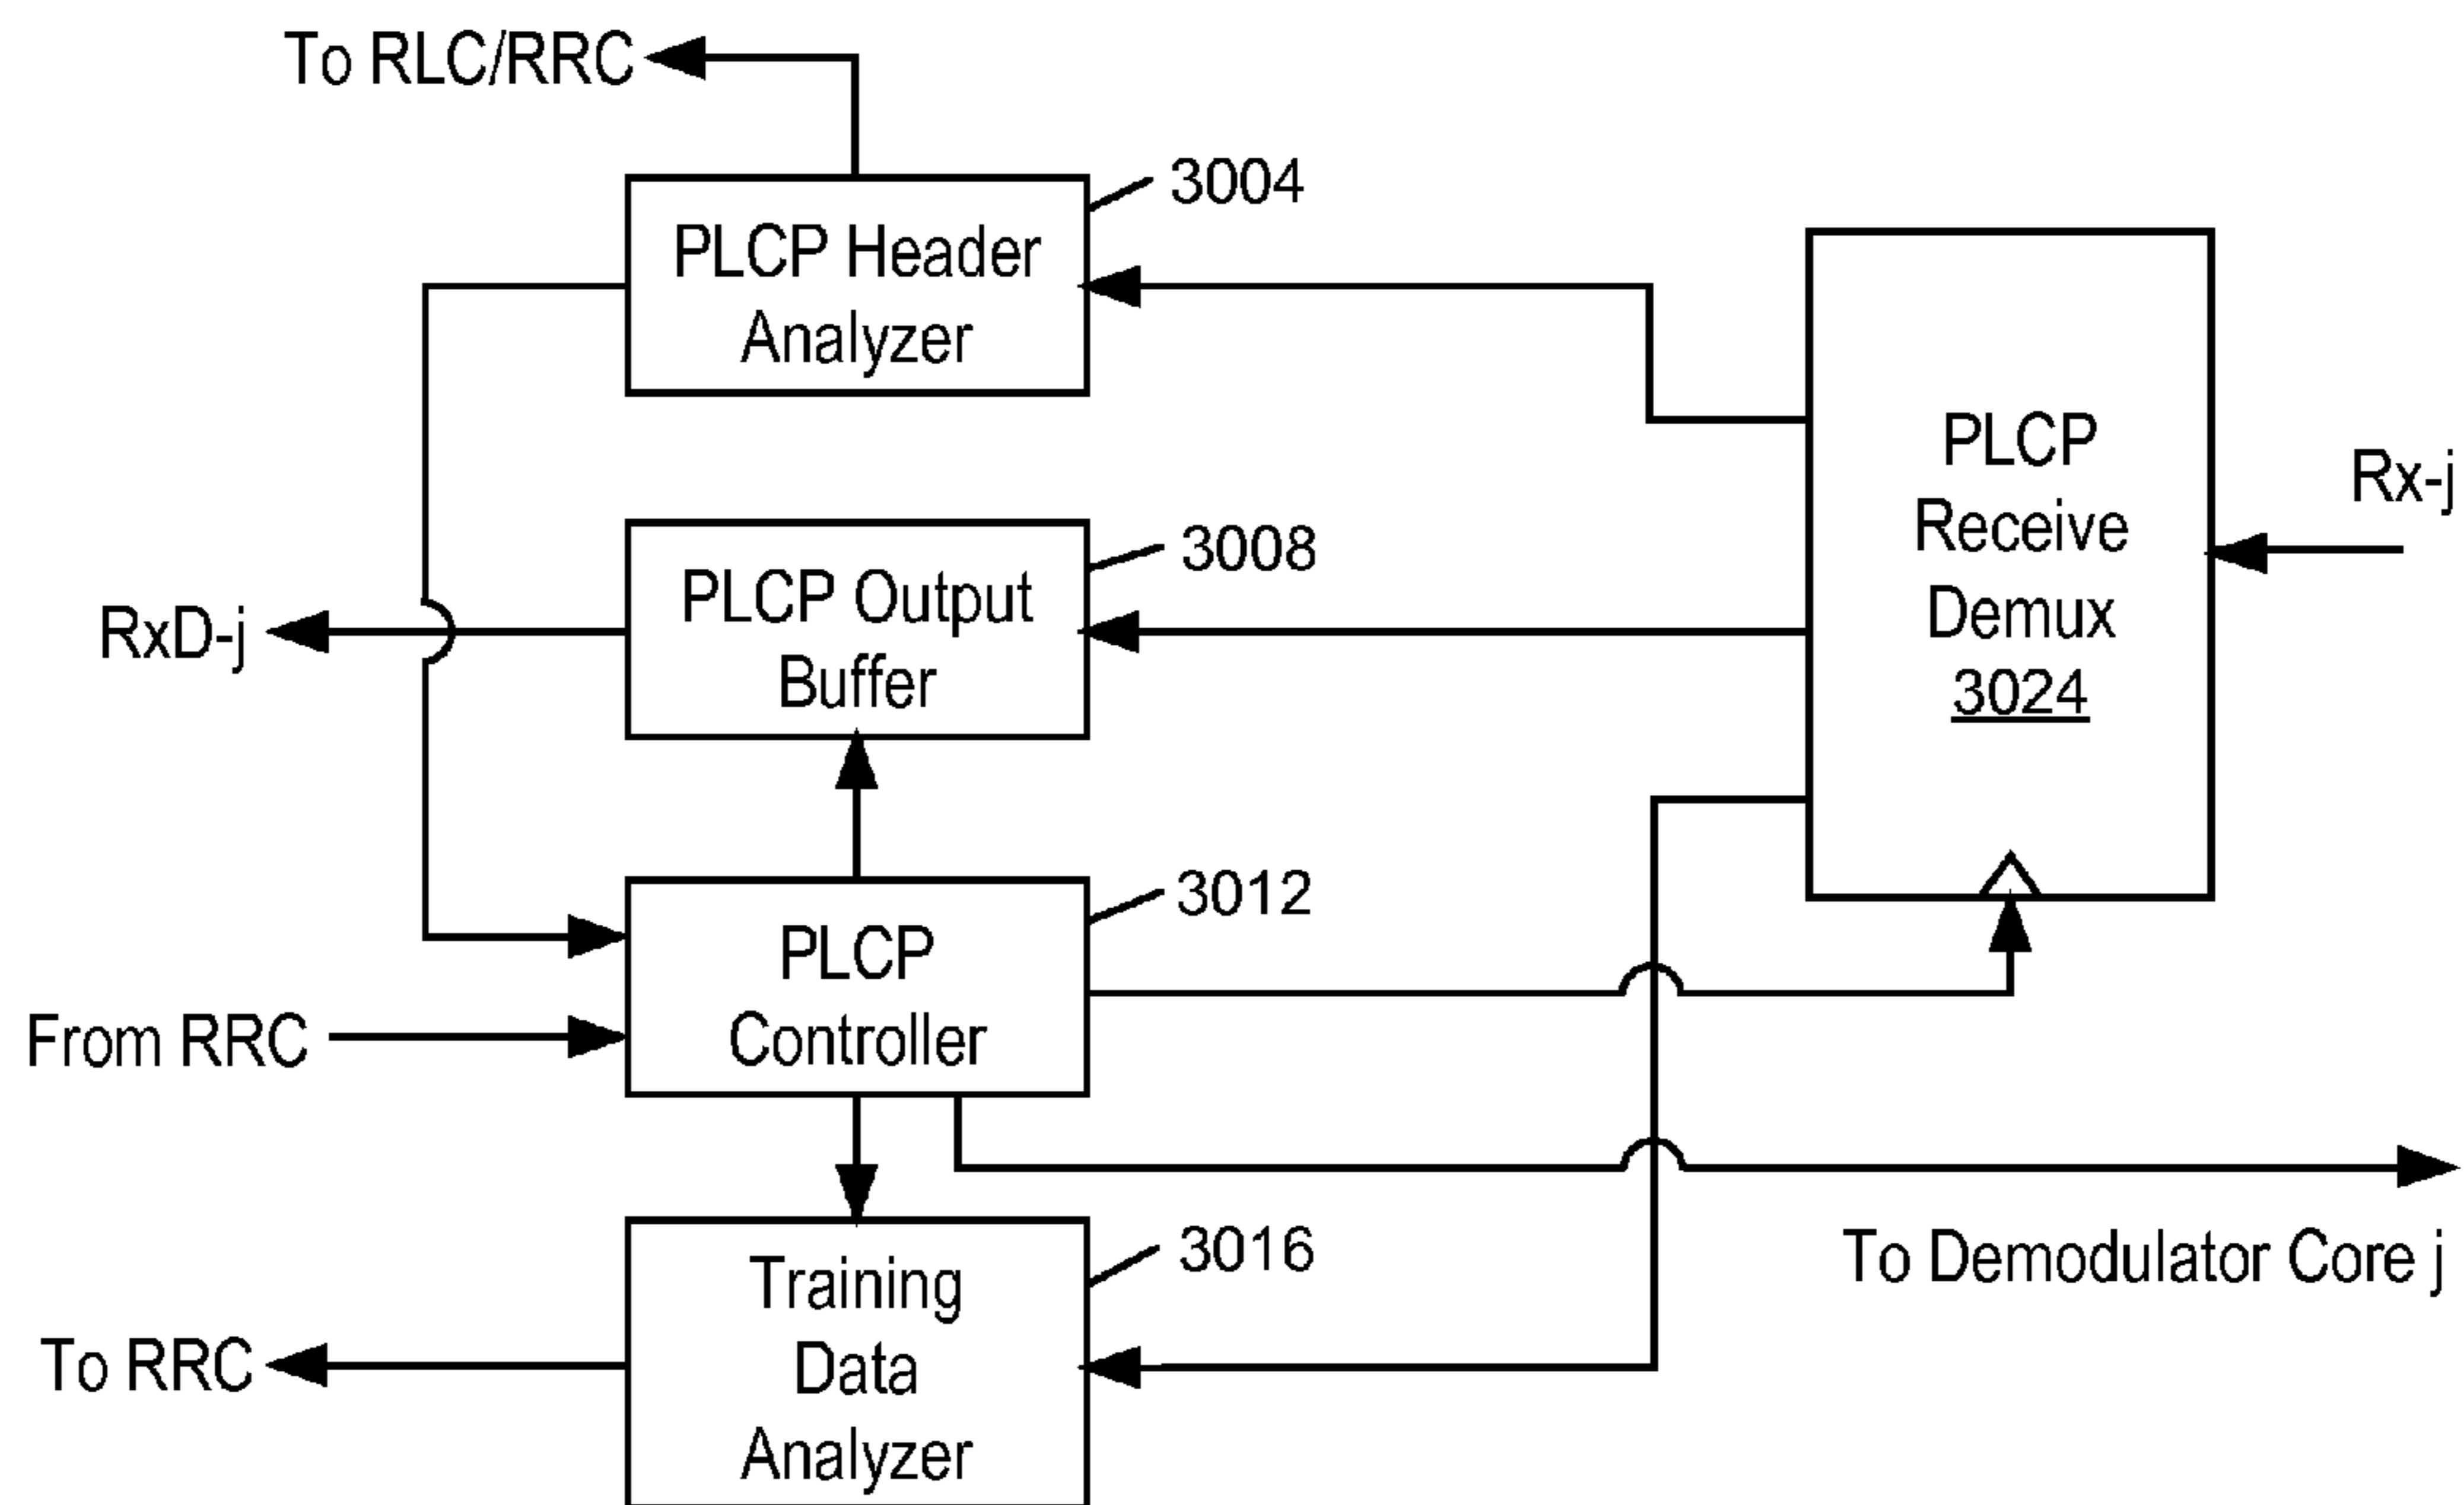 To RLC/RRC
3004
PLCP Header
Analyzer
PLCP
Receive
Demux
3024
Rx-j
3008
PLCP Output
Buffer
RxD-j
3012
PLCP
Controller
From RRC
To Demodulator Core j
3016
Training
Data
Analyzer
To RRC